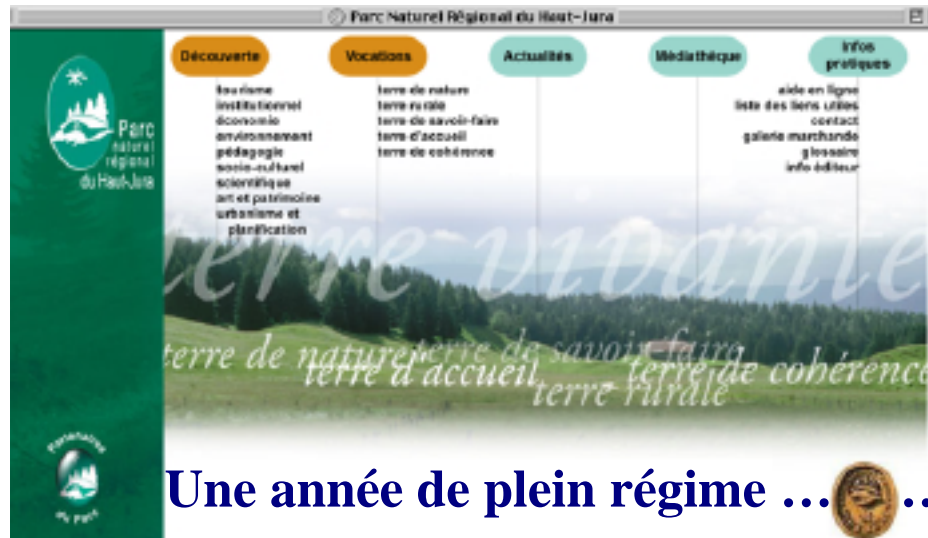 Parc Naturel Régional du Haut-Jura
Découverte
Vocations
Actualités
Médiathèque
Infos
pratiques
tourisme
institutionnel
économie
environnement
pédagogie
socio-culturel
scientifique
art et patrimoine
urbanisme et
planification
terre de nature
terre rurale
terre de savoir-faire
terre d'accueil
terre de cohérence
aide en ligne
liste des liens utiles
contact
galerie marchande
glossaire
info éditeur
Parc
naturel
régional
du Haut-Jura
terre vivante
terre de nature
terre de savoir-faire
terre d'accueil
terre de cohérence
terre rurale
Partenaires
du Parc
Une année de plein régime ...